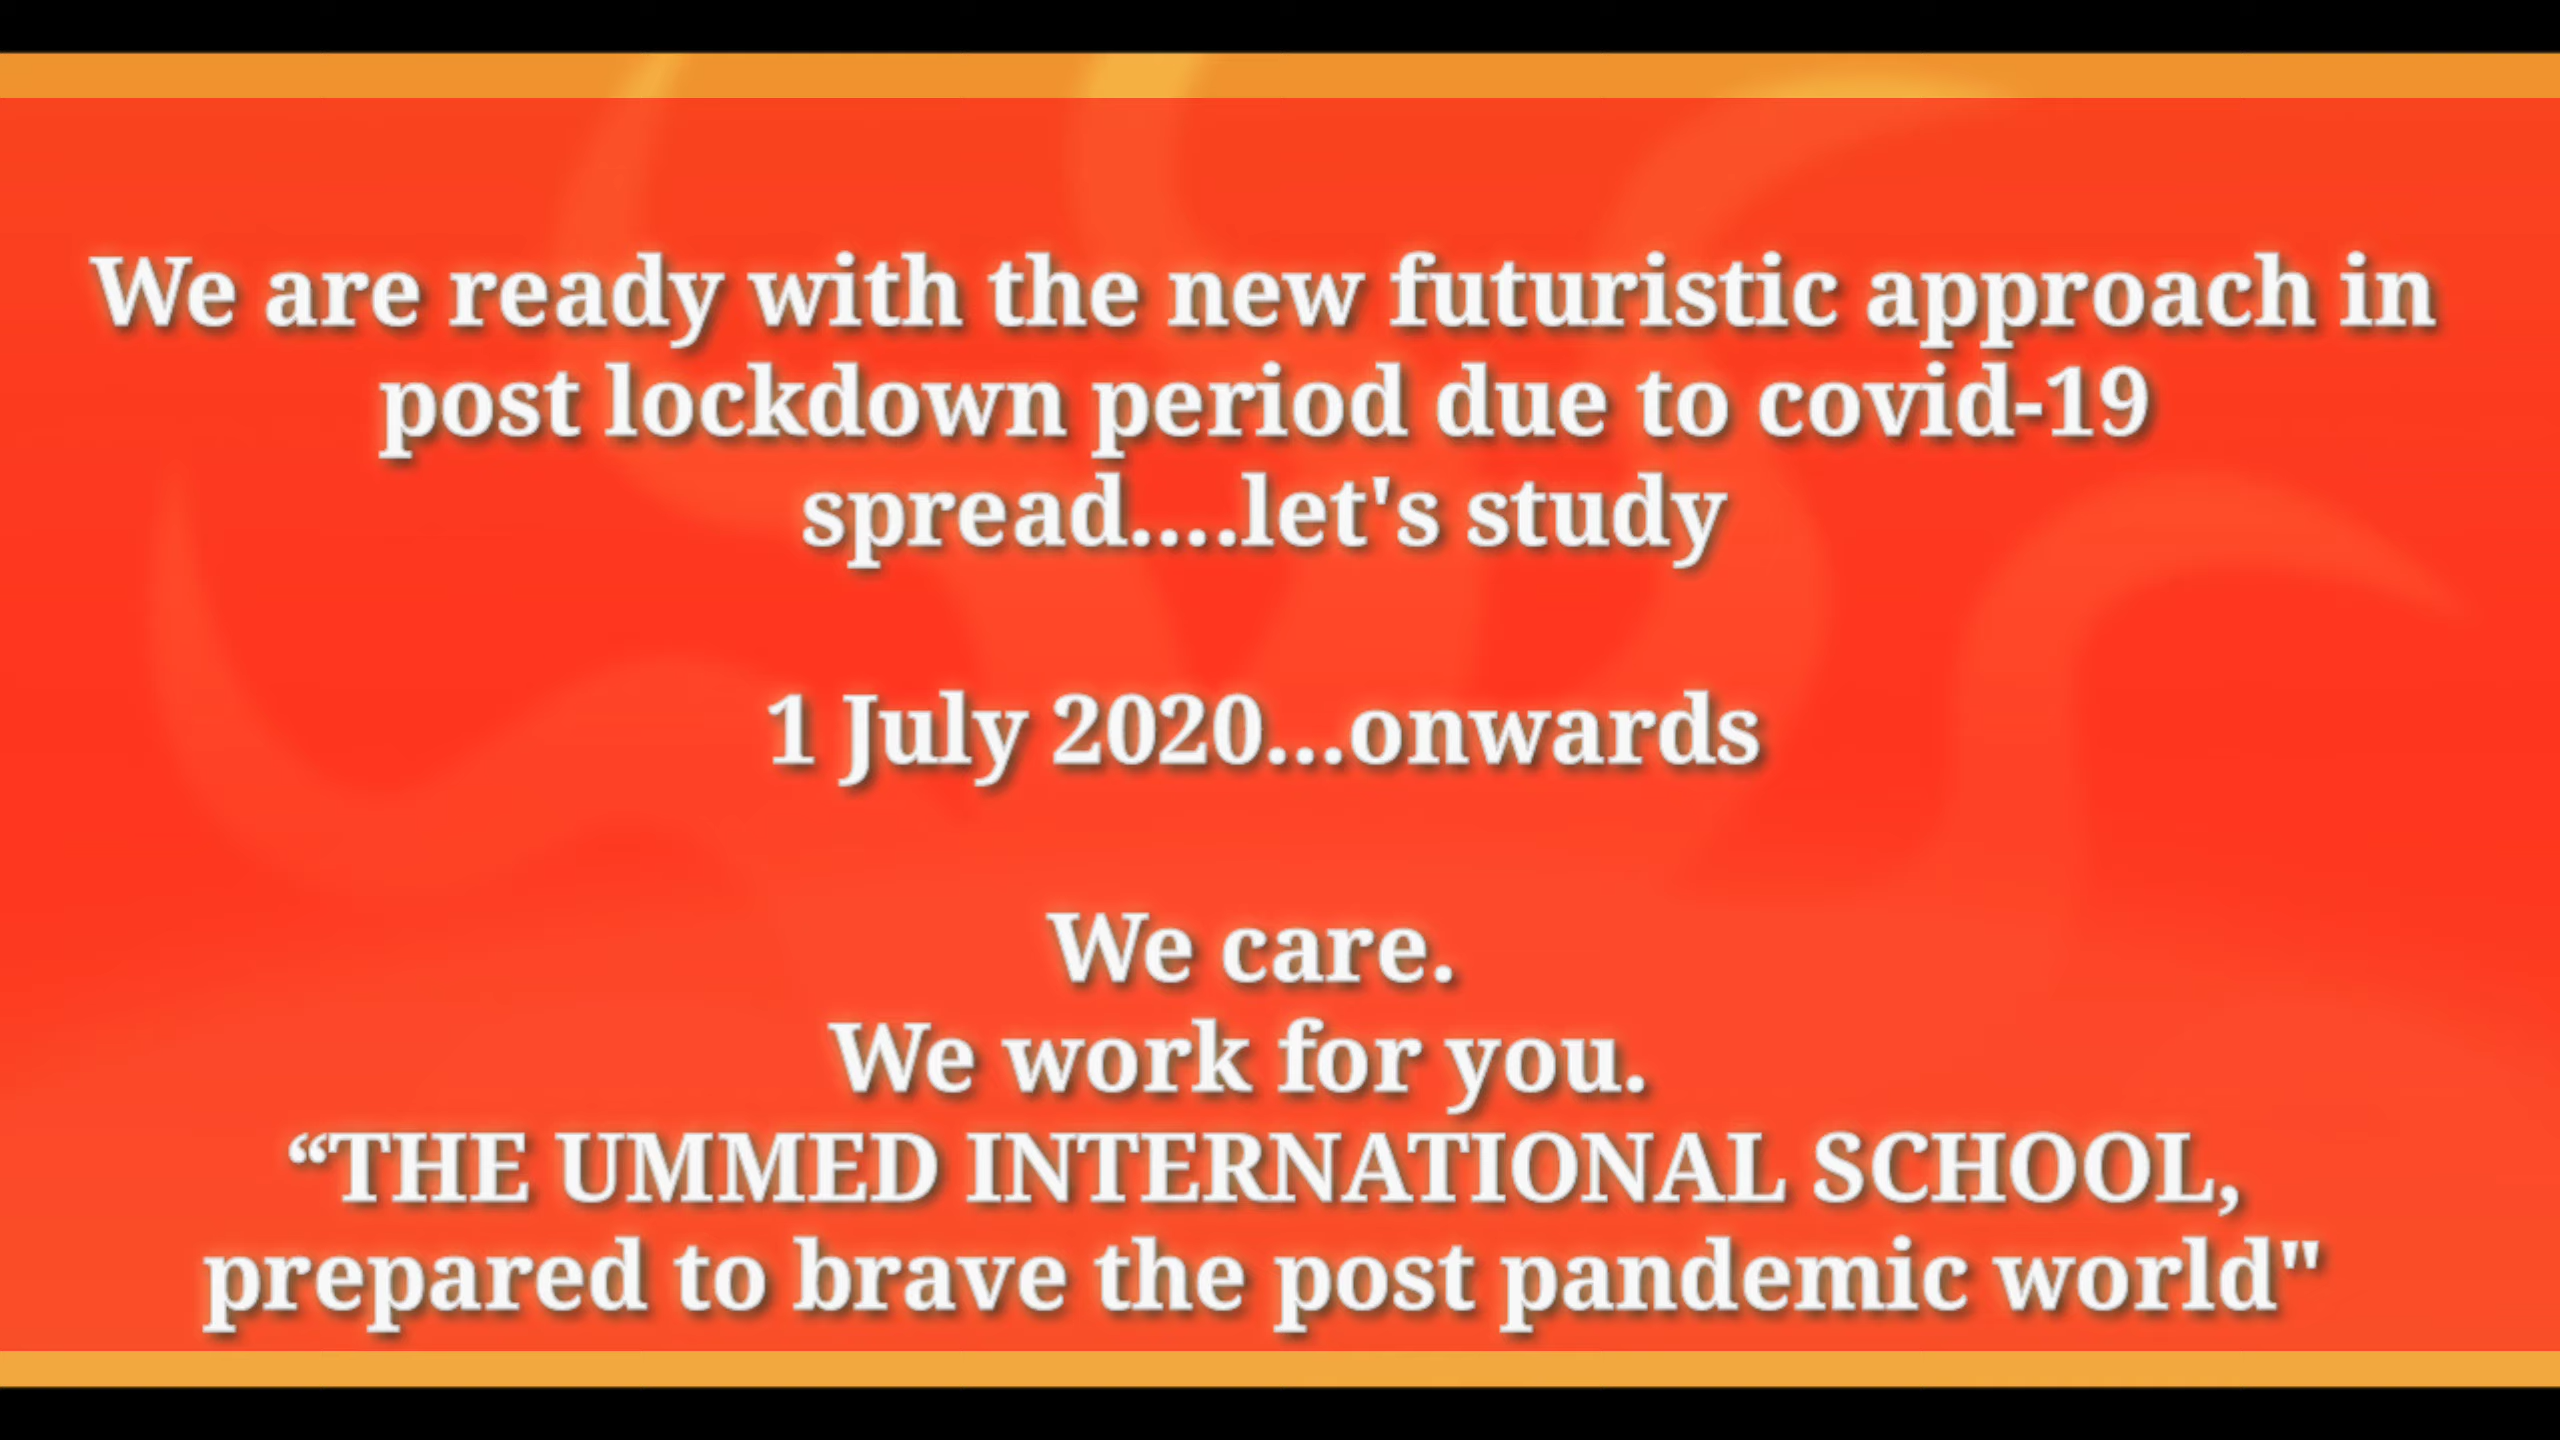 We are ready with the new futuristic approach in
post lockdown period due to covid-19
spread....let's study
1 July 2020...onwards
We care.
We work for you.
“THE UMMED INTERNATIONAL SCHOOL,
prepared to brave the post pandemic world"